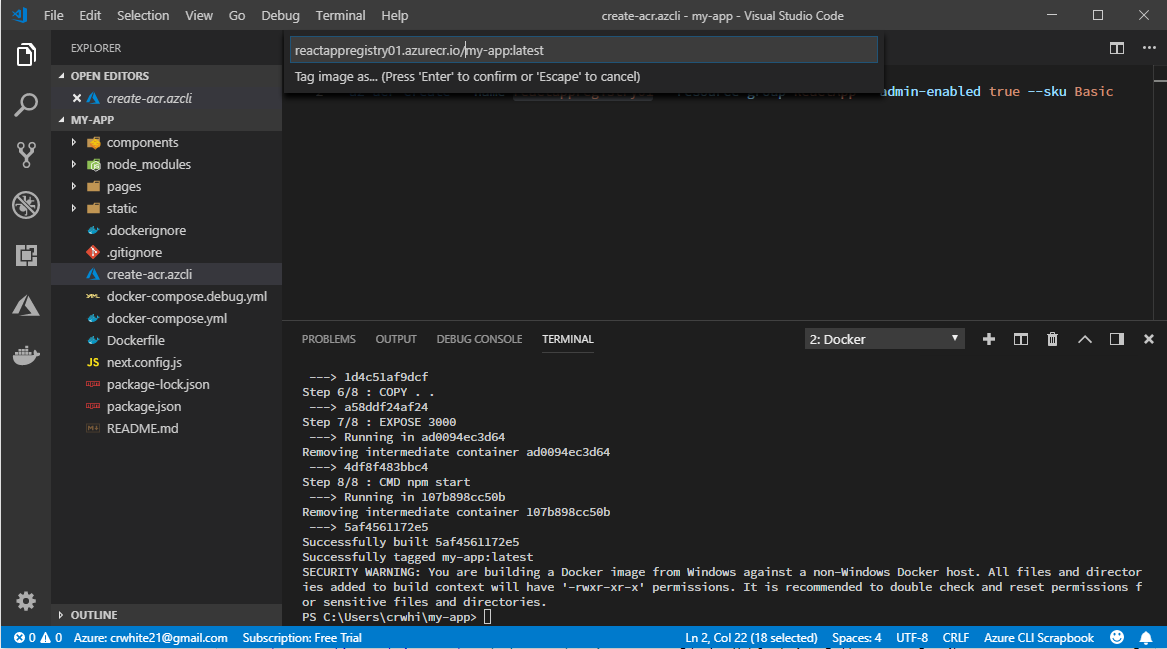 File Edit Selection View Go Debug Terminal Help create-acr.azcli - my-app - Visual Studio Code
EXPLORER
OPEN EDITORS
create-acr.azcli
MY-APP
components
node_modules
pages
static
.dockerignore
.gitignore
create-acr.azcli
docker-compose.debug.yml
docker-compose.yml
Dockerfile
JS next.config.js
package-lock.json
package.json
README.md
OUTLINE
reactappregistry01.azurecr.io/my-app:latest
Tag image as... (Press 'Enter' to confirm or 'Escape' to cancel)
admin-enabled true --sku Basic
PROBLEMS OUTPUT DEBUG CONSOLE TERMINAL 2: Docker
---> 1d4c51af9dcf
Step 6/8 : COPY . .
---> a58ddf24af24
Step 7/8 : EXPOSE 3000
---> Running in ad0094ec3d64
Removing intermediate container ad0094ec3d64
---> 4df8f483bbc4
Step 8/8 : CMD npm start
---> Running in 107b898cc50b
Removing intermediate container 107b898cc50b
---> 5af4561172e5
Successfully built 5af4561172e5
Successfully tagged my-app:latest
SECURITY WARNING: You are building a Docker image from Windows against a non-Windows Docker host. All files and director
ies added to build context will have '-rwxr-xr-x' permissions. It is recommended to double check and reset permissions f
or sensitive files and directories.
PS C:\Users\crwhi\my-app>
0 0 Azure: crwhite21@gmail.com Subscription: Free Trial Ln 2, Col 22 (18 selected) Spaces: 4 UTF-8 CRLF Azure CLI Scrapbook